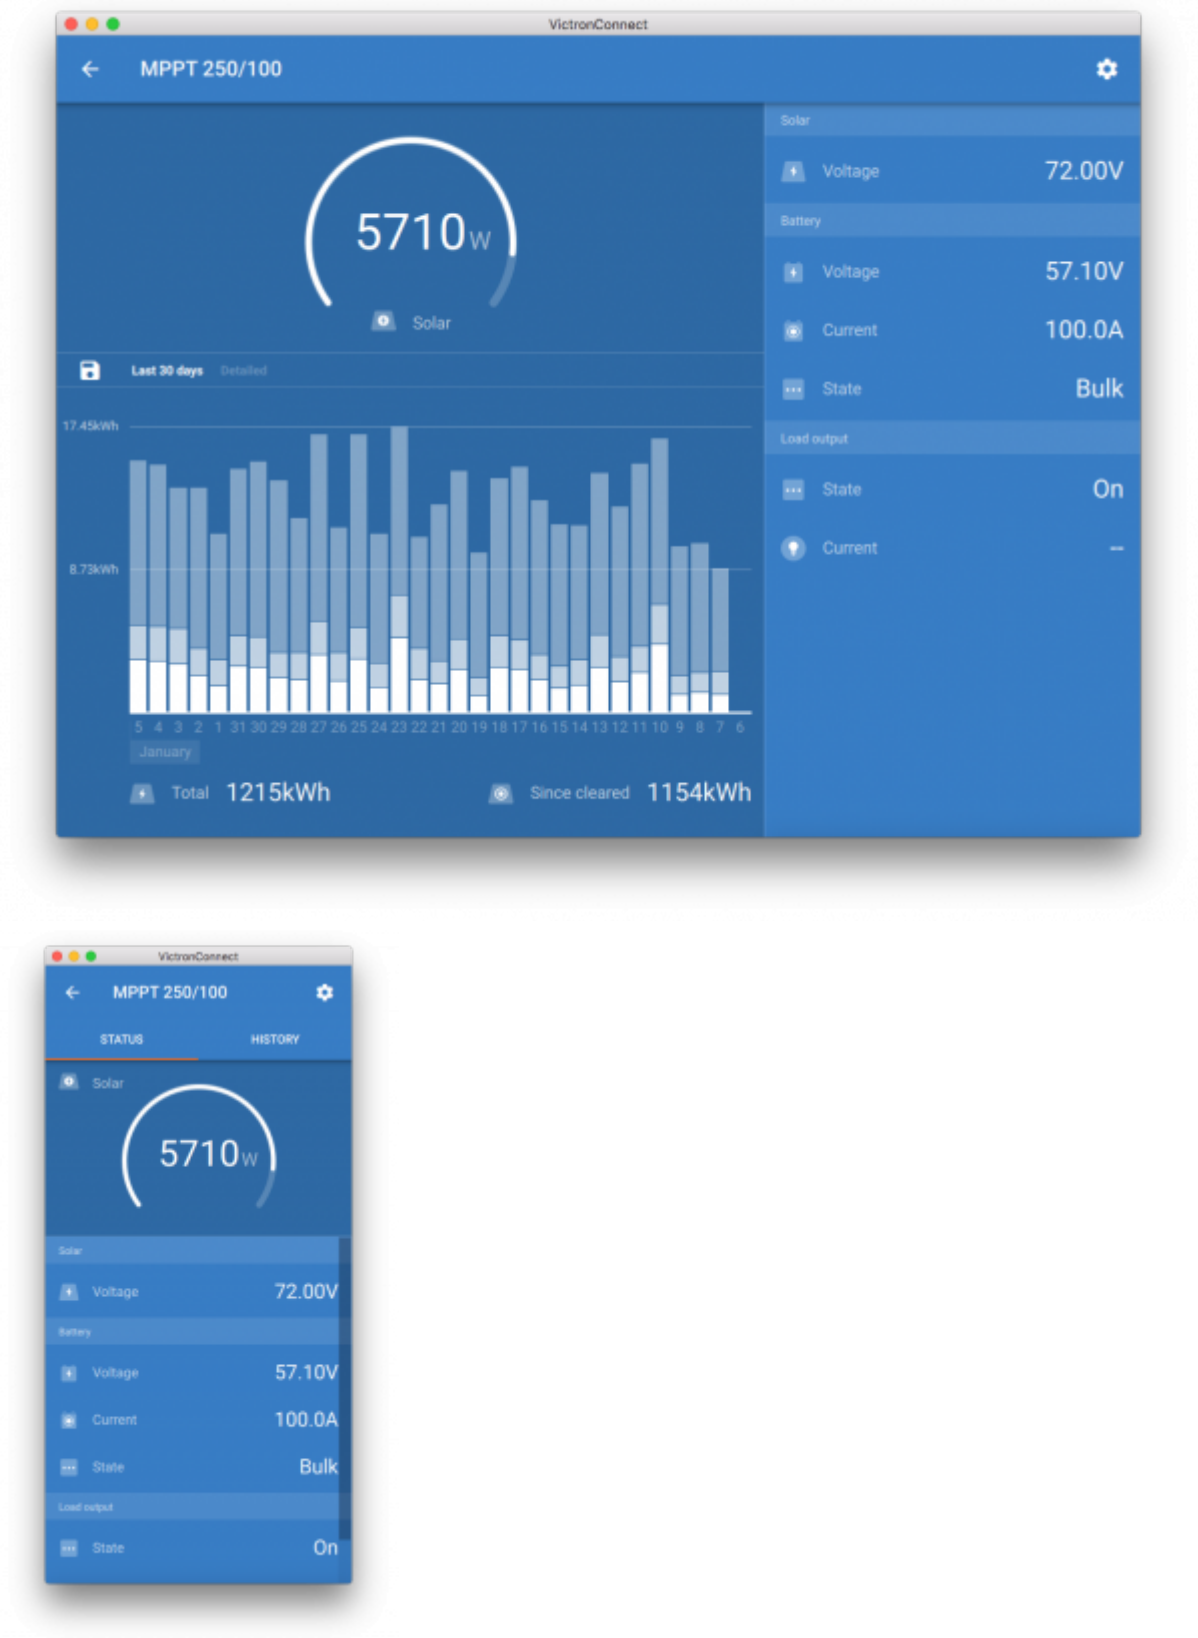 VictronConnect
MPPT 250/100
5710W
Solar
Last 30 days Detailed
17.45kWh
8.73kWh
5 4 3 2 1 31 30 29 28 27 26 25 24 23 22 21 20 19 18 17 16 15 14 13 12 11 10 9 8 7 6
January
Total 1215kWh Since cleared 1154kWh
Solar
Voltage 72.00V
Battery
Voltage 57.10V
Current 100.0A
State Bulk
Load output
State On
Current --
VictronConnect
MPPT 250/100
STATUS HISTORY
Solar
5710W
Solar
Voltage 72.00V
Battery
Voltage 57.10V
Current 100.0A
State Bulk
Load output
State On